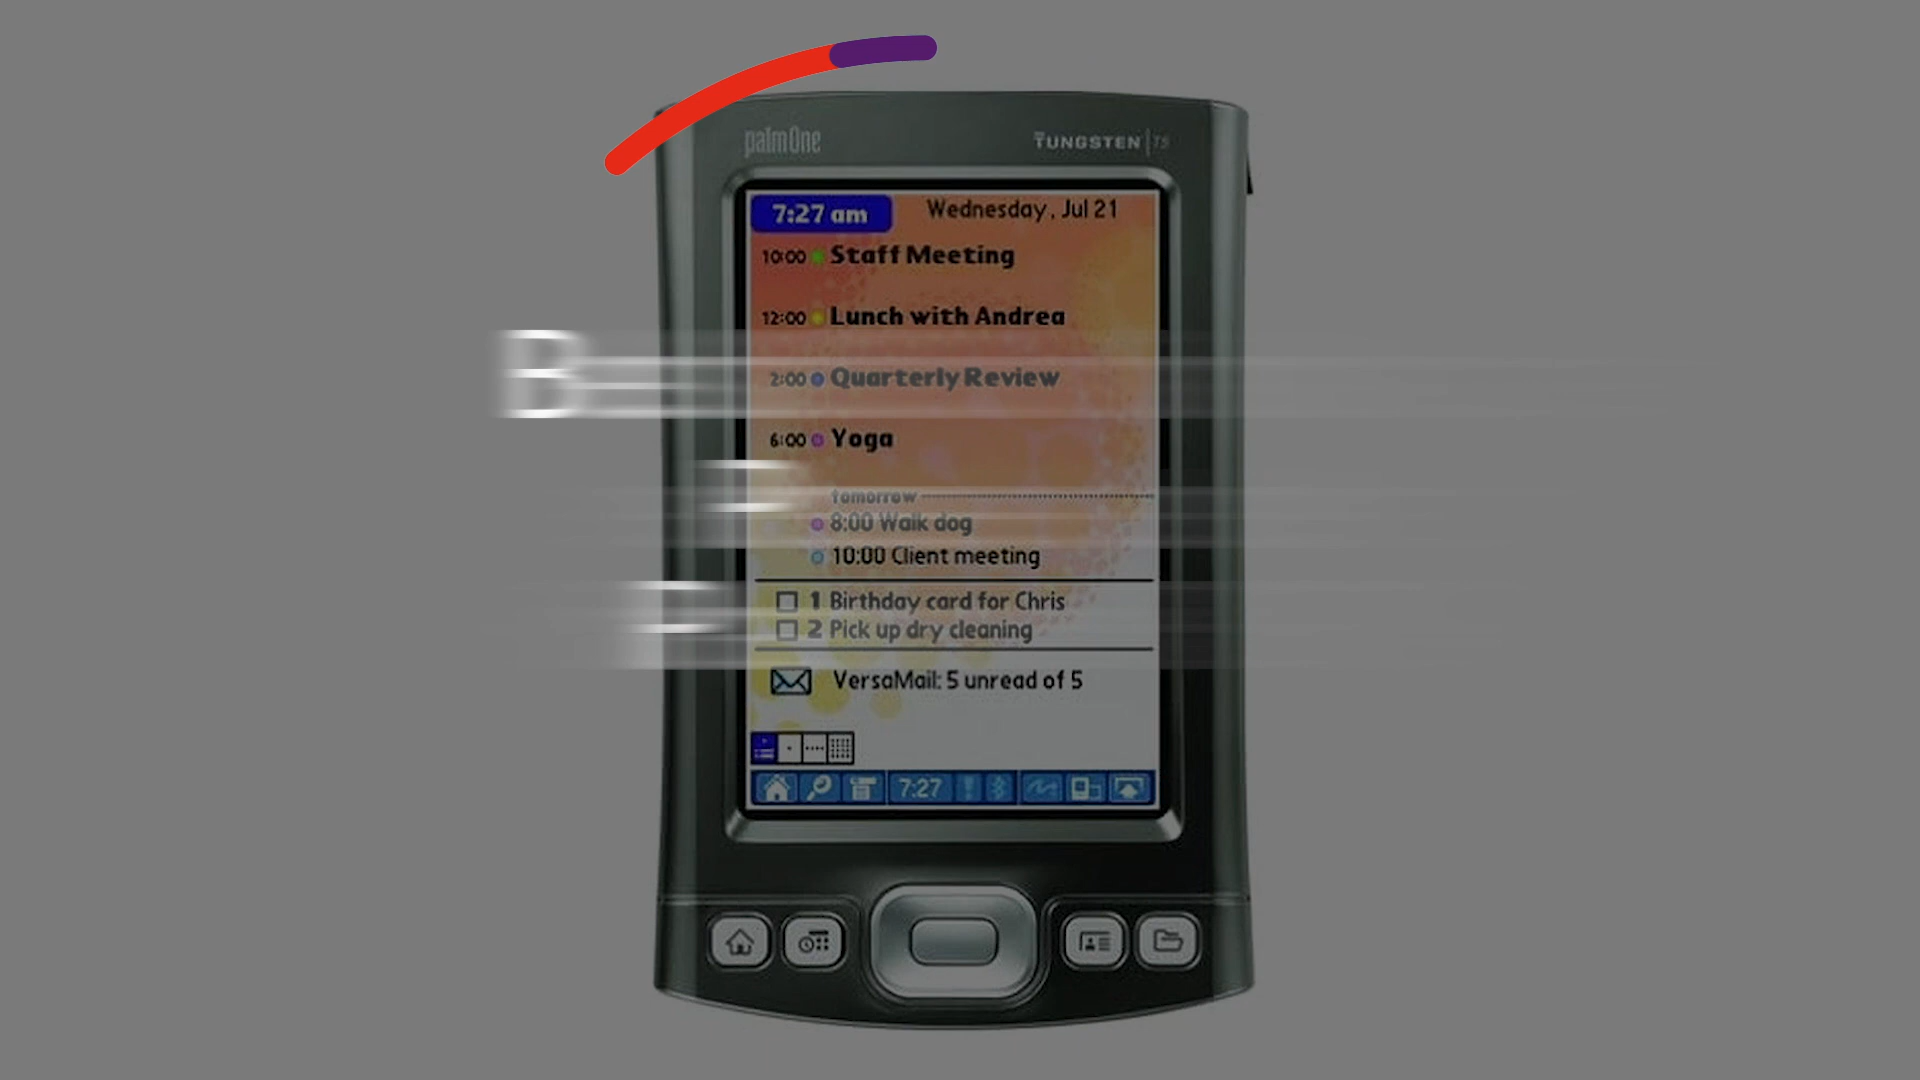 palmOne TUNGSTEN | T5
7:27 am Wednesday, Jul 21
10:00 Staff Meeting
12:00 Lunch with Andrea
2:00 Quarterly Review
6:00 Yoga
tomorrow
8:00 Walk dog
10:00 Client meeting
1 Birthday card for Chris
2 Pick up dry cleaning
VersaMail: 5 unread of 5
7:27